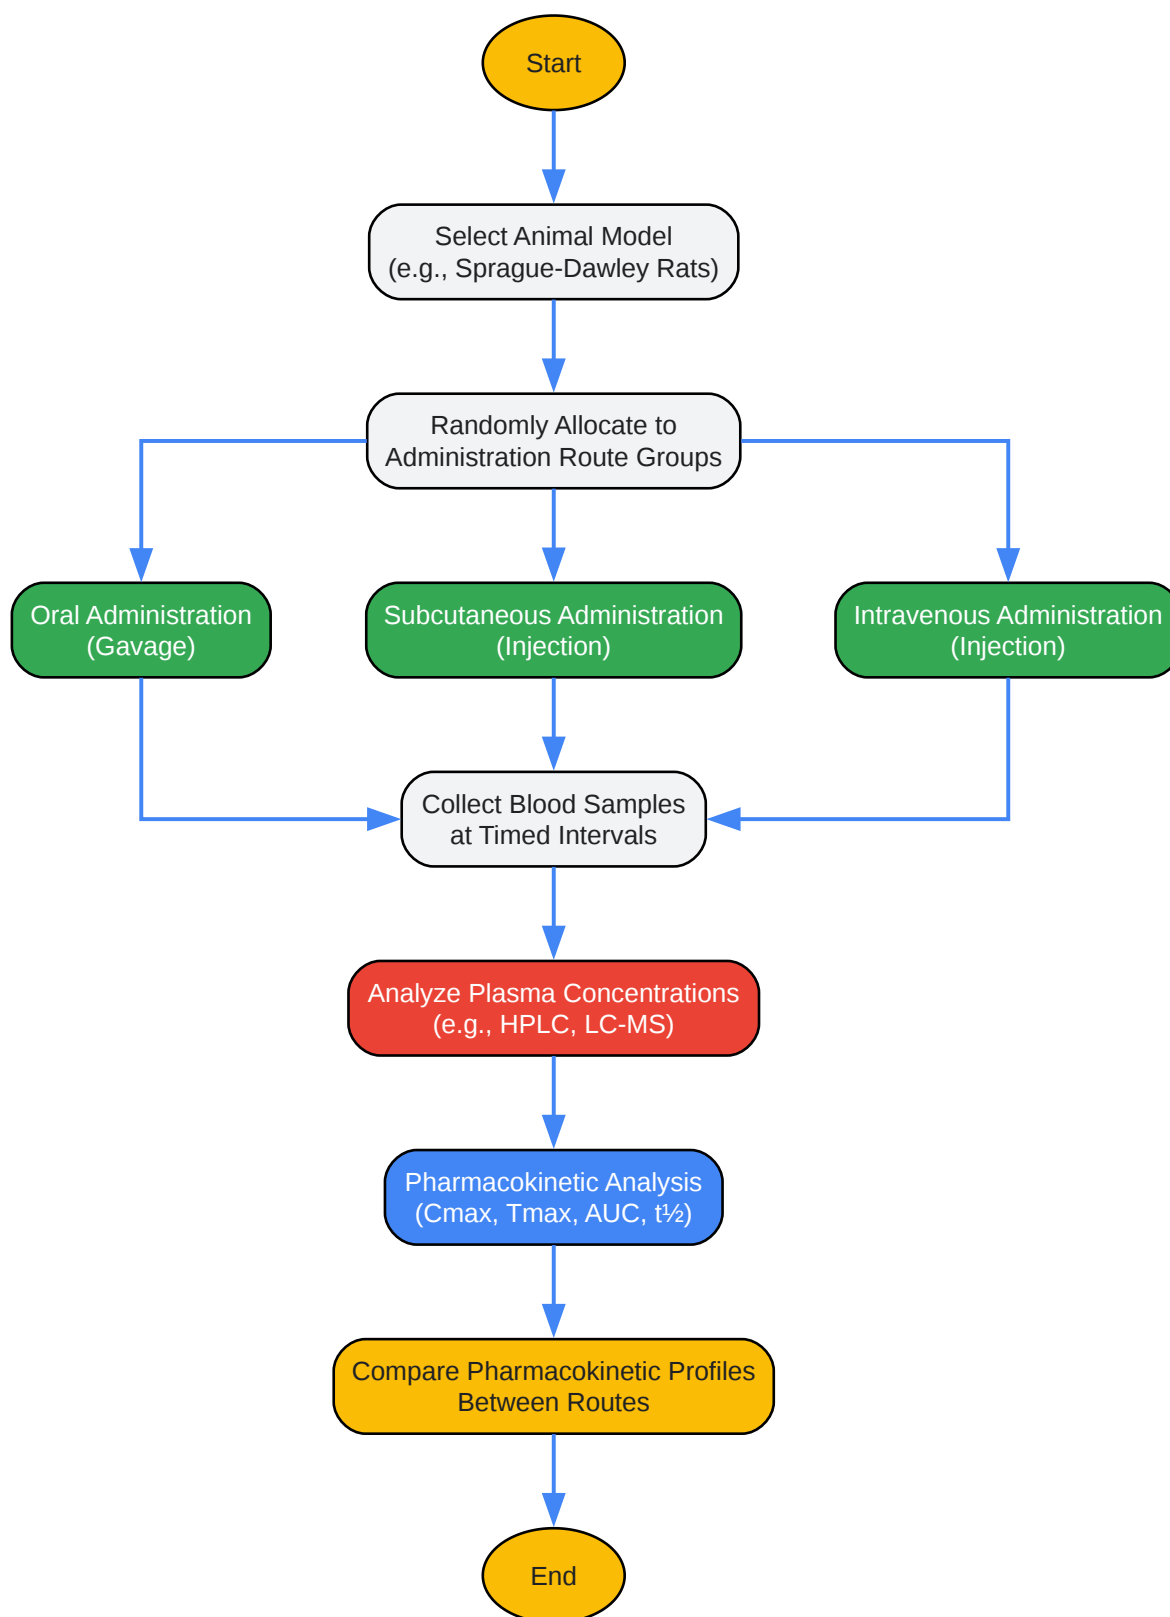 Start
Select Animal Model
(e.g., Sprague-Dawley Rats)
Randomly Allocate to
Administration Route Groups
Oral Administration
(Gavage)
Subcutaneous Administration
(Injection)
Intravenous Administration
(Injection)
Collect Blood Samples
at Timed Intervals
Analyze Plasma Concentrations
(e.g., HPLC, LC-MS)
Pharmacokinetic Analysis
(Cmax, Tmax, AUC, t½)
Compare Pharmacokinetic Profiles
Between Routes
End